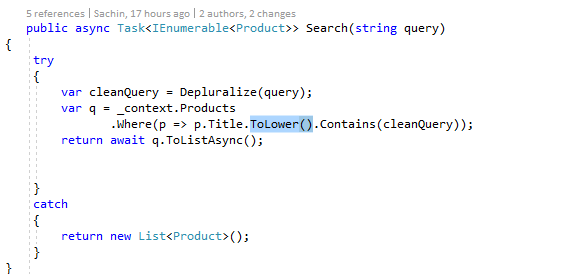 5 references | Sachin, 17 hours ago | 2 authors, 2 changes
public async Task<IEnumerable<Product>> Search(string query)
{
try
{
var cleanQuery = Depluralize(query);
var q = _context.Products
.Where(p => p.Title.ToLower().Contains(cleanQuery));
return await q.ToListAsync();
}
catch
{
return new List<Product>();
}
}